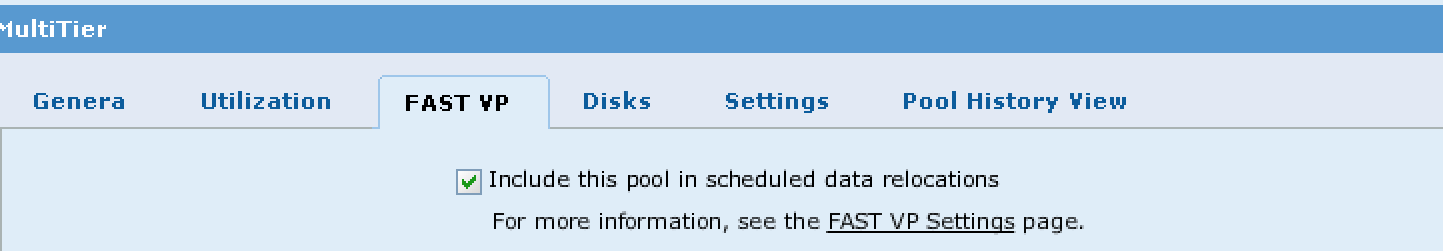 MultiTier
Genera Utilization FAST VP Disks Settings Pool History View
Include this pool in scheduled data relocations
For more information, see the FAST VP Settings page.